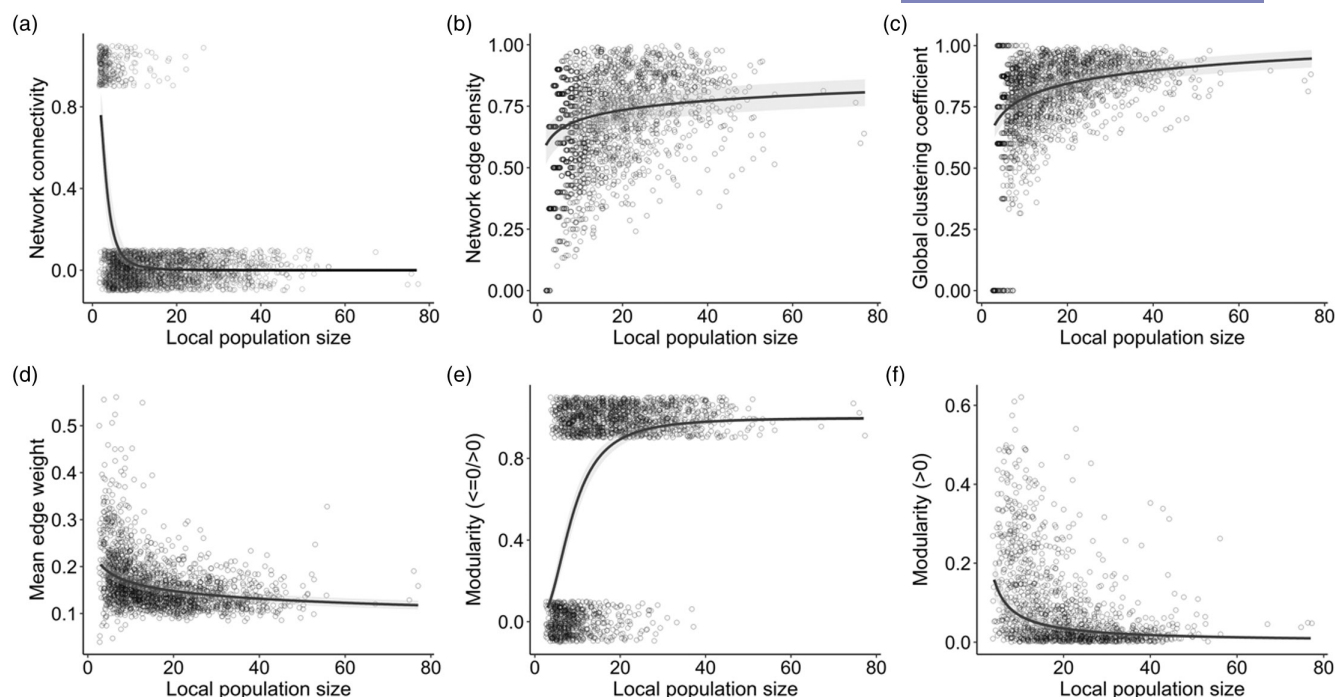 (a)
Network connectivity
0.8
0.4
0.0
0 20 40 60 80
Local population size
(b)
Network edge density
1.00
0.75
0.50
0.25
0.00
0 20 40 60 80
Local population size
(c)
Global clustering coefficient
1.00
0.75
0.50
0.25
0.00
0 20 40 60 80
Local population size
(d)
Mean edge weight
0.5
0.4
0.3
0.2
0.1
0 20 40 60 80
Local population size
(e)
Modularity (<=0/>0)
0.8
0.4
0.0
0 20 40 60 80
Local population size
(f)
Modularity (>0)
0.6
0.4
0.2
0.0
20 40 60 80
Local population size